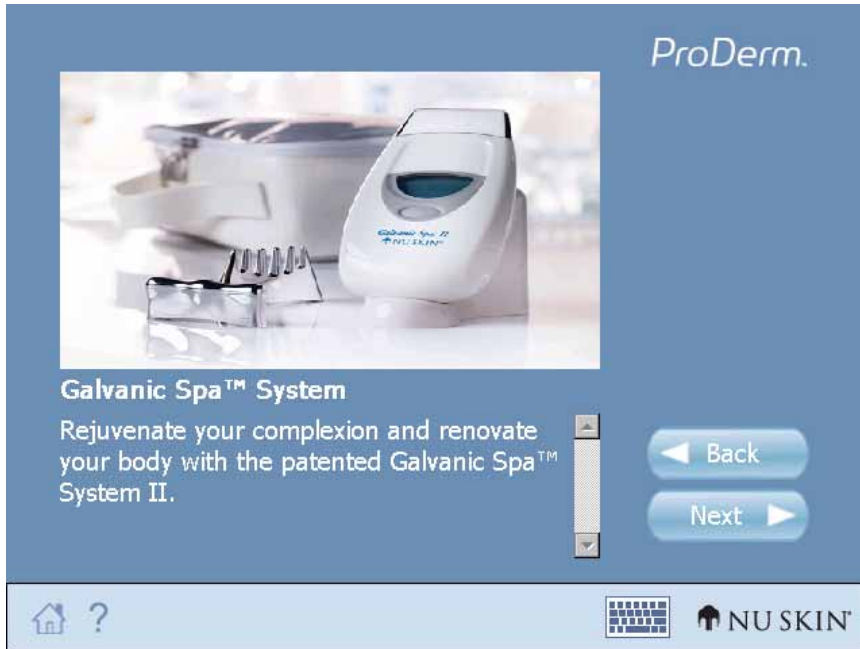 ProDerm.
Galvanic Spa II
NU SKIN
Galvanic Spa™ System
Rejuvenate your complexion and renovate
your body with the patented Galvanic Spa™
System II.
Back
Next
?
NU SKIN